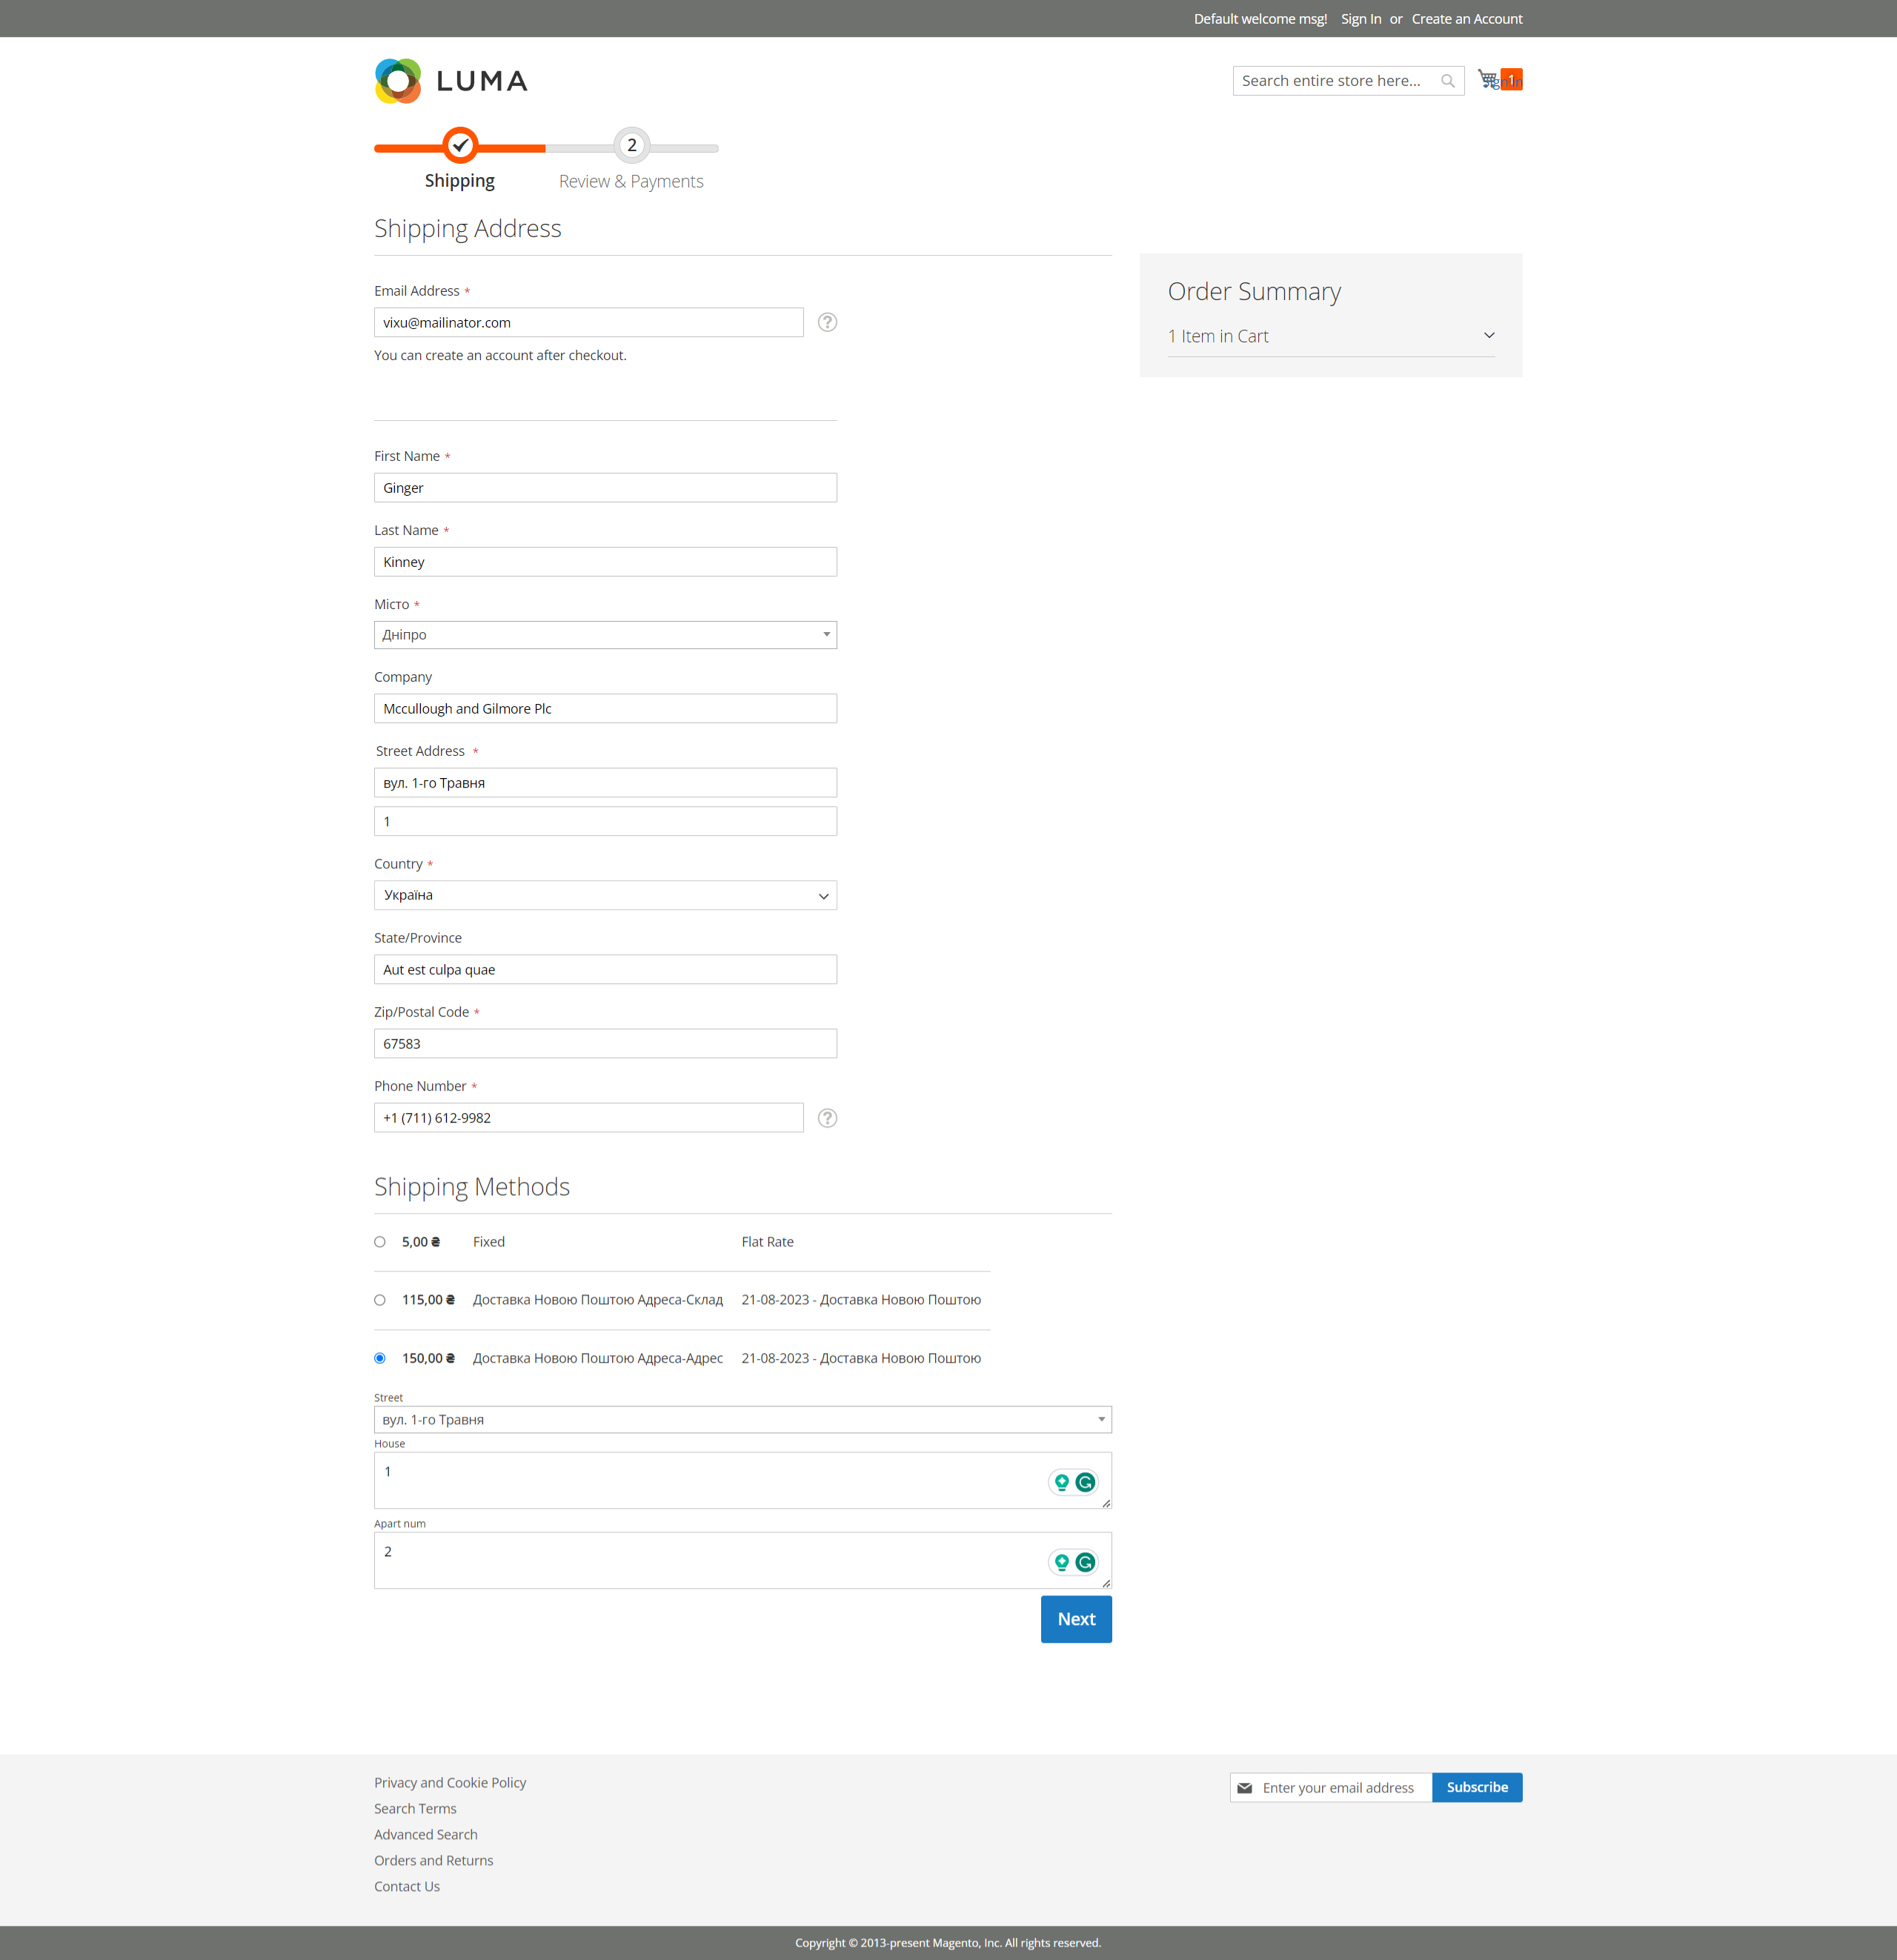 Default welcome msg! Sign In or Create an Account
LUMA
Search entire store here...
1
Sign In
2
Shipping
Review & Payments
Shipping Address
Order Summary
1 Item in Cart
Email Address *
vixu@mailinator.com
You can create an account after checkout.
First Name *
Ginger
Last Name *
Kinney
Місто *
Дніпро
Company
Mccullough and Gilmore Plc
Street Address *
вул. 1-го Травня
1
Country *
Україна
State/Province
Aut est culpa quae
Zip/Postal Code *
67583
Phone Number *
+1 (711) 612-9982
Shipping Methods
5,00 ₴ Fixed Flat Rate
115,00 ₴ Доставка Новою Поштою Адреса-Склад 21-08-2023 - Доставка Новою Поштою
150,00 ₴ Доставка Новою Поштою Адреса-Адрес 21-08-2023 - Доставка Новою Поштою
Street
вул. 1-го Травня
House
1
Apart num
2
Next
Privacy and Cookie Policy
Search Terms
Advanced Search
Orders and Returns
Contact Us
Enter your email address
Subscribe
Copyright © 2013-present Magento, Inc. All rights reserved.